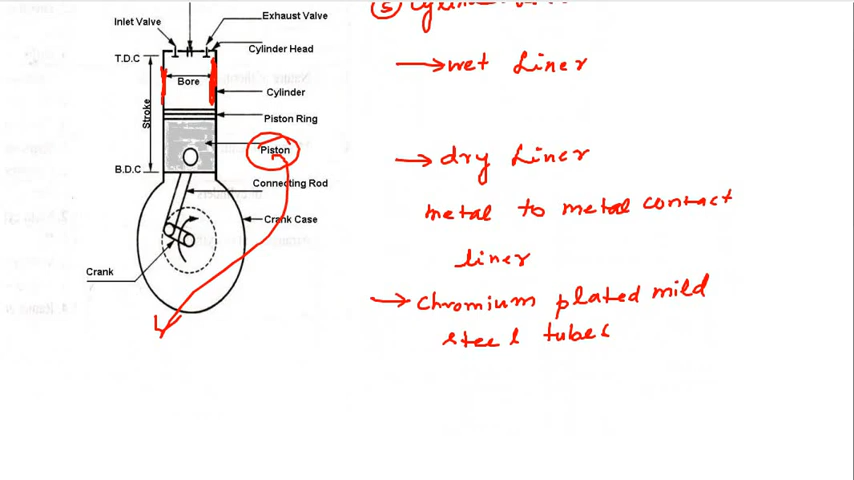 Inlet Valve
Exhaust Valve
Cylinder Head
T.D.C
Bore
Cylinder
Stroke
Piston Ring
Piston
B.D.C
Connecting Rod
Crank Case
Crank
(5)
→ wet Liner
→ dry Liner
metal to metal contact
liner
→ chromium plated mild
steel tubes